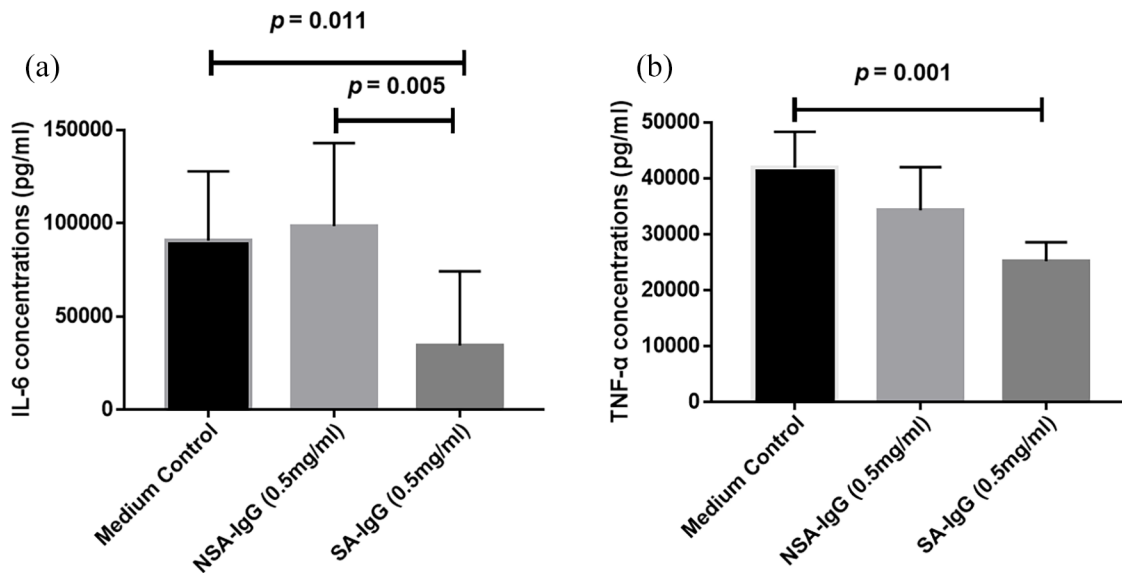 (a)
p = 0.011
p = 0.005
IL-6 concentrations (pg/ml)
150000
100000
50000
0
Medium Control
NSA-IgG (0.5mg/ml)
SA-IgG (0.5mg/ml)
(b)
p = 0.001
TNF-α concentrations (pg/ml)
50000
40000
30000
20000
10000
0
Medium Control
NSA-IgG (0.5mg/ml)
SA-IgG (0.5mg/ml)